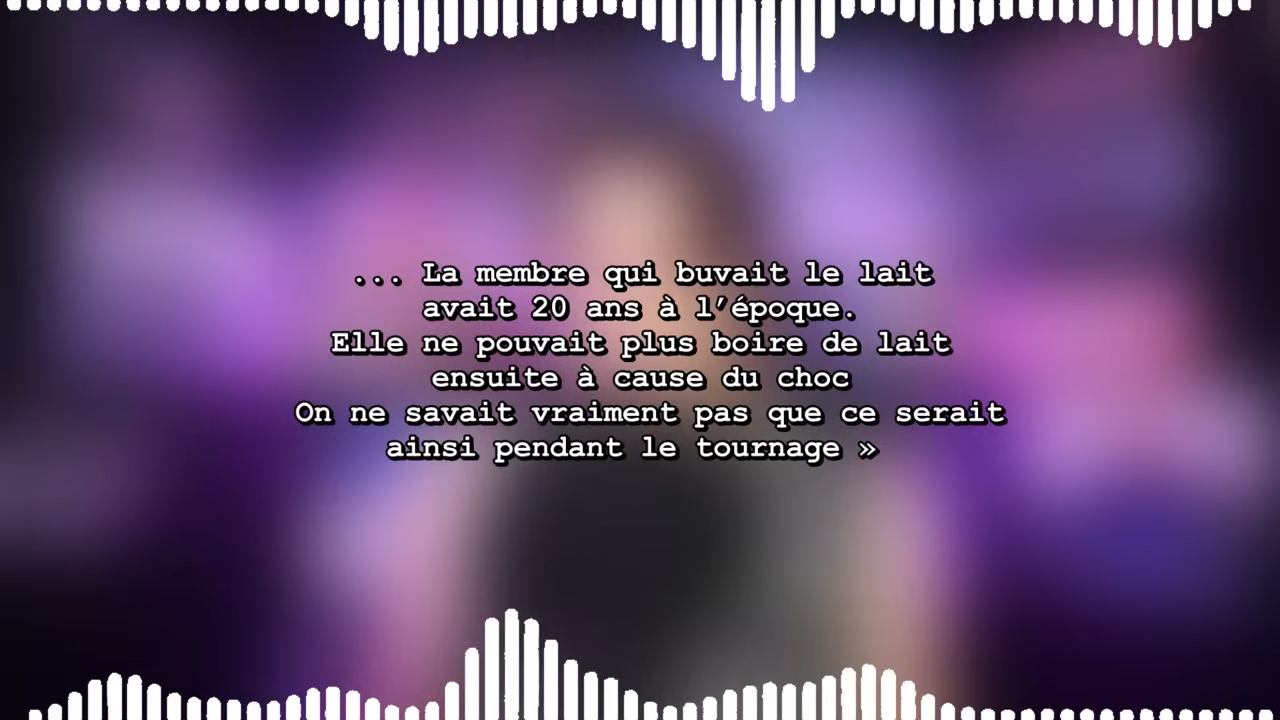 ... La membre qui buvait le lait
avait 20 ans à l’époque.
Elle ne pouvait plus boire de lait
ensuite à cause du choc
On ne savait vraiment pas que ce serait
ainsi pendant le tournage »